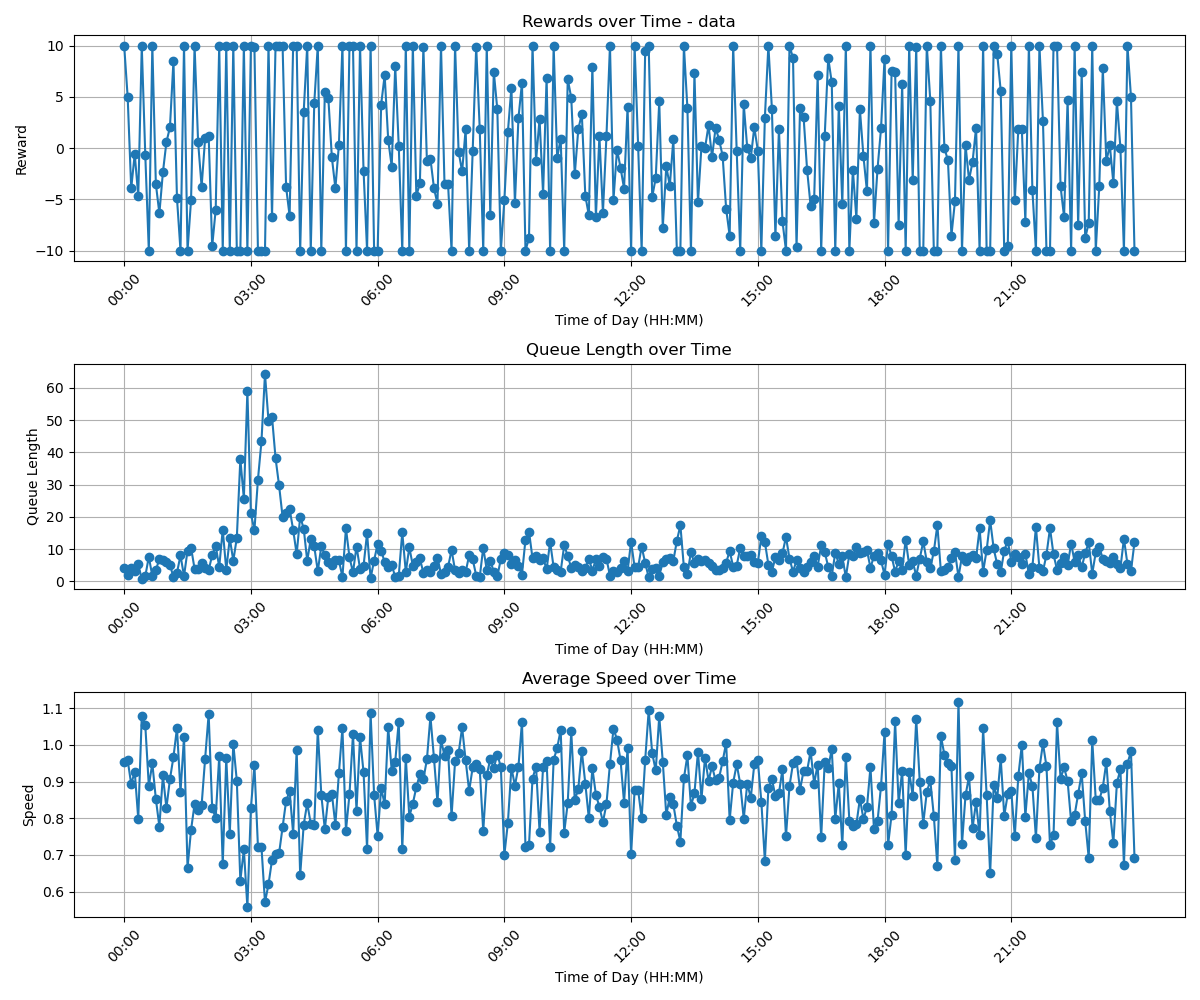 Rewards over Time - data
10
5
0
−5
−10
Reward
00:00 03:00 06:00 09:00 12:00 15:00 18:00 21:00
Time of Day (HH:MM)
Queue Length over Time
60
50
40
30
20
10
0
Queue Length
00:00 03:00 06:00 09:00 12:00 15:00 18:00 21:00
Time of Day (HH:MM)
Average Speed over Time
1.1
1.0
0.9
0.8
0.7
0.6
Speed
00:00 03:00 06:00 09:00 12:00 15:00 18:00 21:00
Time of Day (HH:MM)